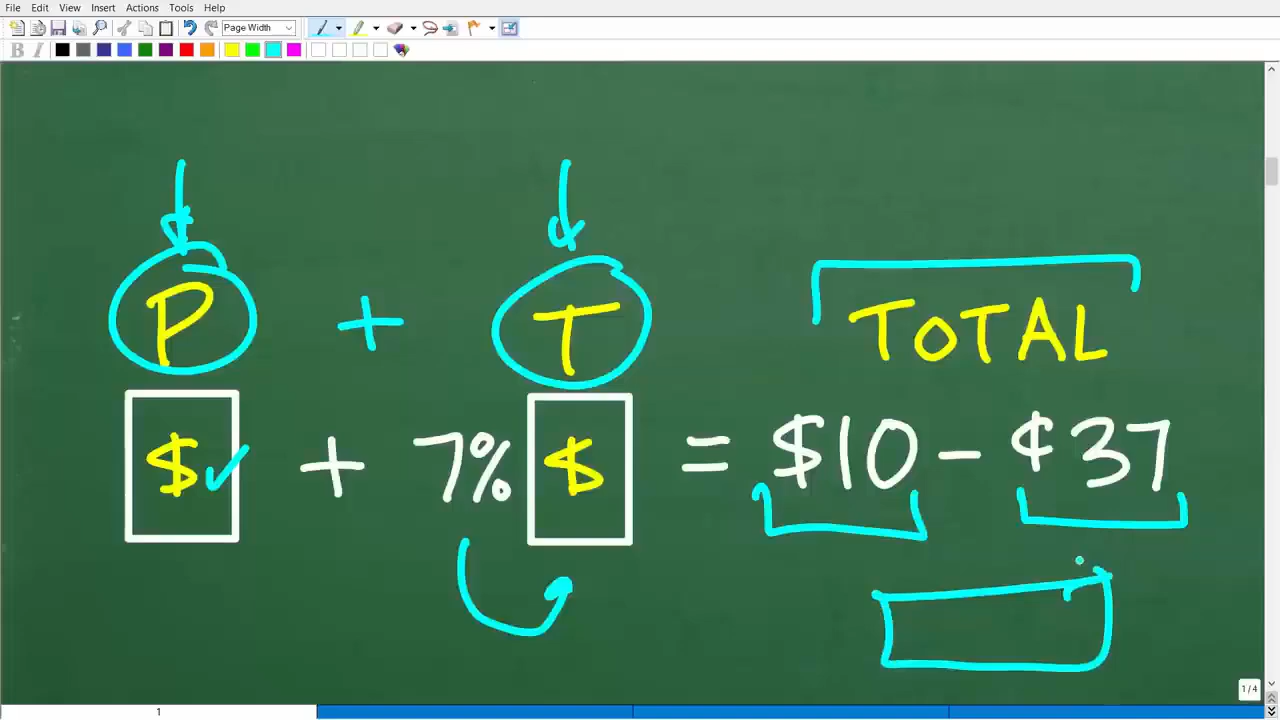 File Edit View Insert Actions Tools Help
Page Width
B I
P + T TOTAL
$ + 7% $ = $10 - ¢37
1/4
1